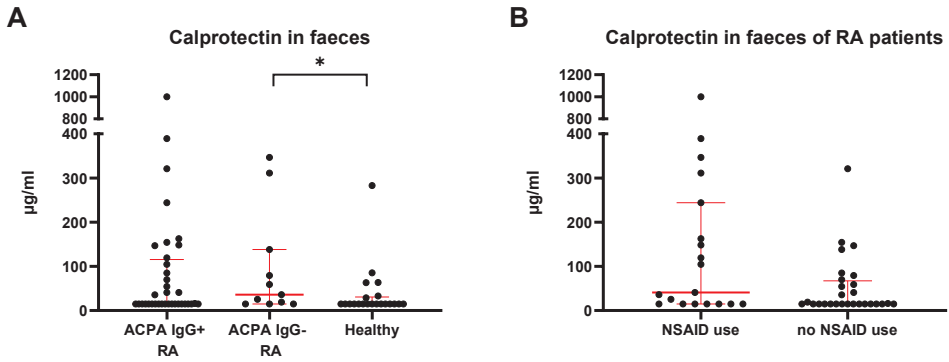 A
Calprotectin in faeces
*
1200
1000
800
400
300
200
100
0
µg/ml
ACPA IgG+
RA
ACPA IgG-
RA
Healthy
B
Calprotectin in faeces of RA patients
1200
1000
800
400
300
200
100
0
µg/ml
NSAID use
no NSAID use